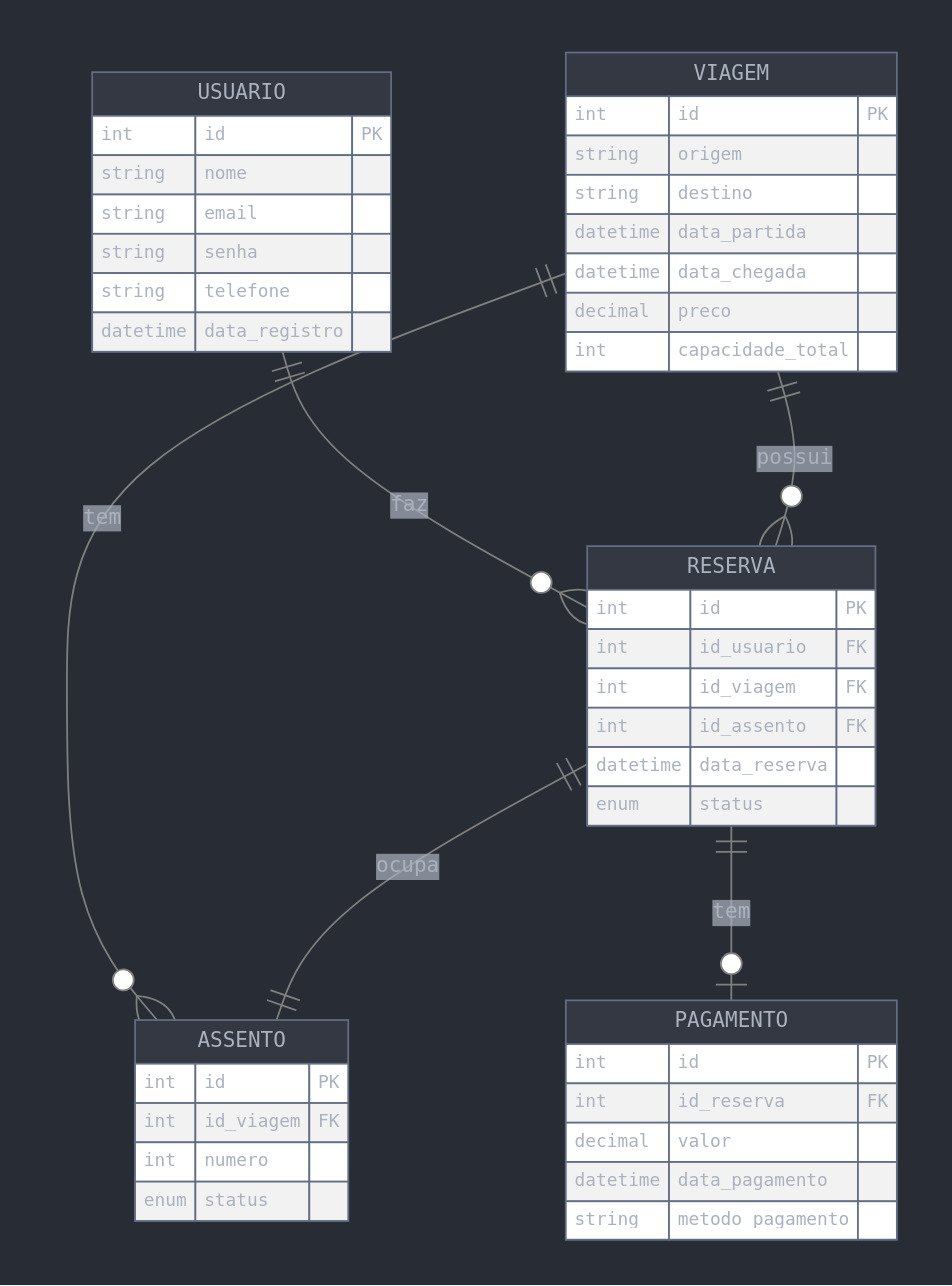 USUARIO
int id PK
string nome
string email
string senha
string telefone
datetime data_registro
VIAGEM
int id PK
string origem
string destino
datetime data_partida
datetime data_chegada
decimal preco
int capacidade_total
possui
faz
tem
RESERVA
int id PK
int id_usuario FK
int id_viagem FK
int id_assento FK
datetime data_reserva
enum status
ocupa
tem
ASSENTO
int id PK
int id_viagem FK
int numero
enum status
PAGAMENTO
int id PK
int id_reserva FK
decimal valor
datetime data_pagamento
string metodo_pagamento